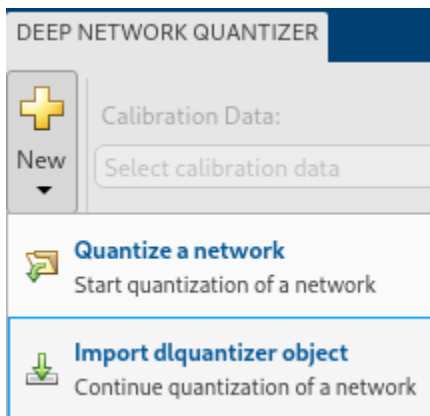 DEEP NETWORK QUANTIZER
Calibration Data:
New
Select calibration data
Quantize a network
Start quantization of a network
Import dlquantizer object
Continue quantization of a network